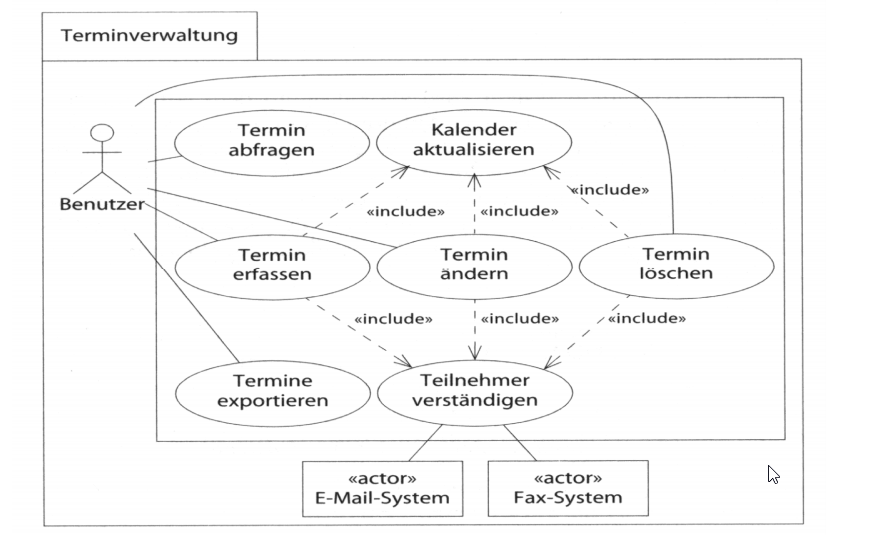 Terminverwaltung
Termin
abfragen
Kalender
aktualisieren
«include»
Benutzer
«include»
«include»
Termin
erfassen
Termin
ändern
Termin
löschen
«include»
«include»
«include»
Termine
exportieren
Teilnehmer
verständigen
«actor»
E-Mail-System
«actor»
Fax-System